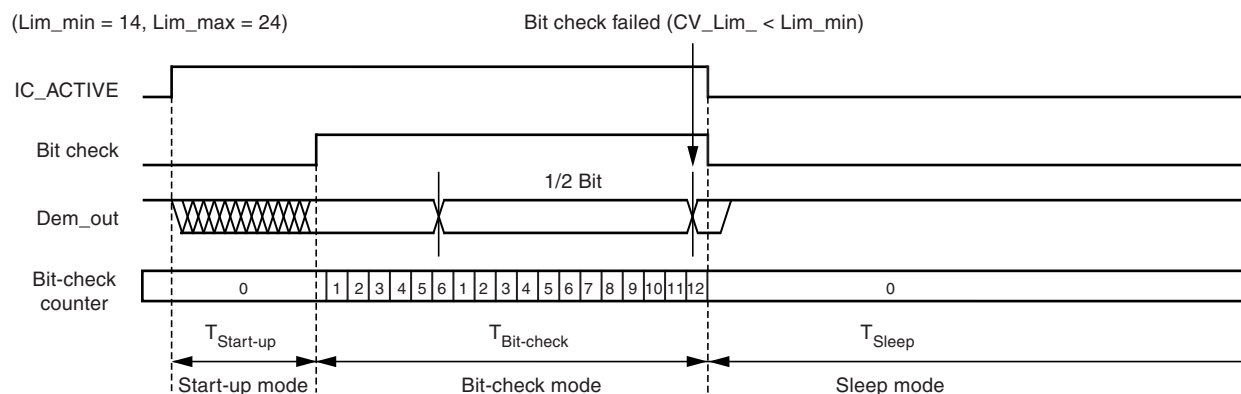 (Lim_min = 14, Lim_max = 24)
Bit check failed (CV_Lim_ < Lim_min)
IC_ACTIVE
Bit check
1/2 Bit
Dem_out
Bit-check
counter
0 1 2 3 4 5 6 1 2 3 4 5 6 7 8 9 10 11 12 0
TStart-up TBit-check TSleep
Start-up mode Bit-check mode Sleep mode